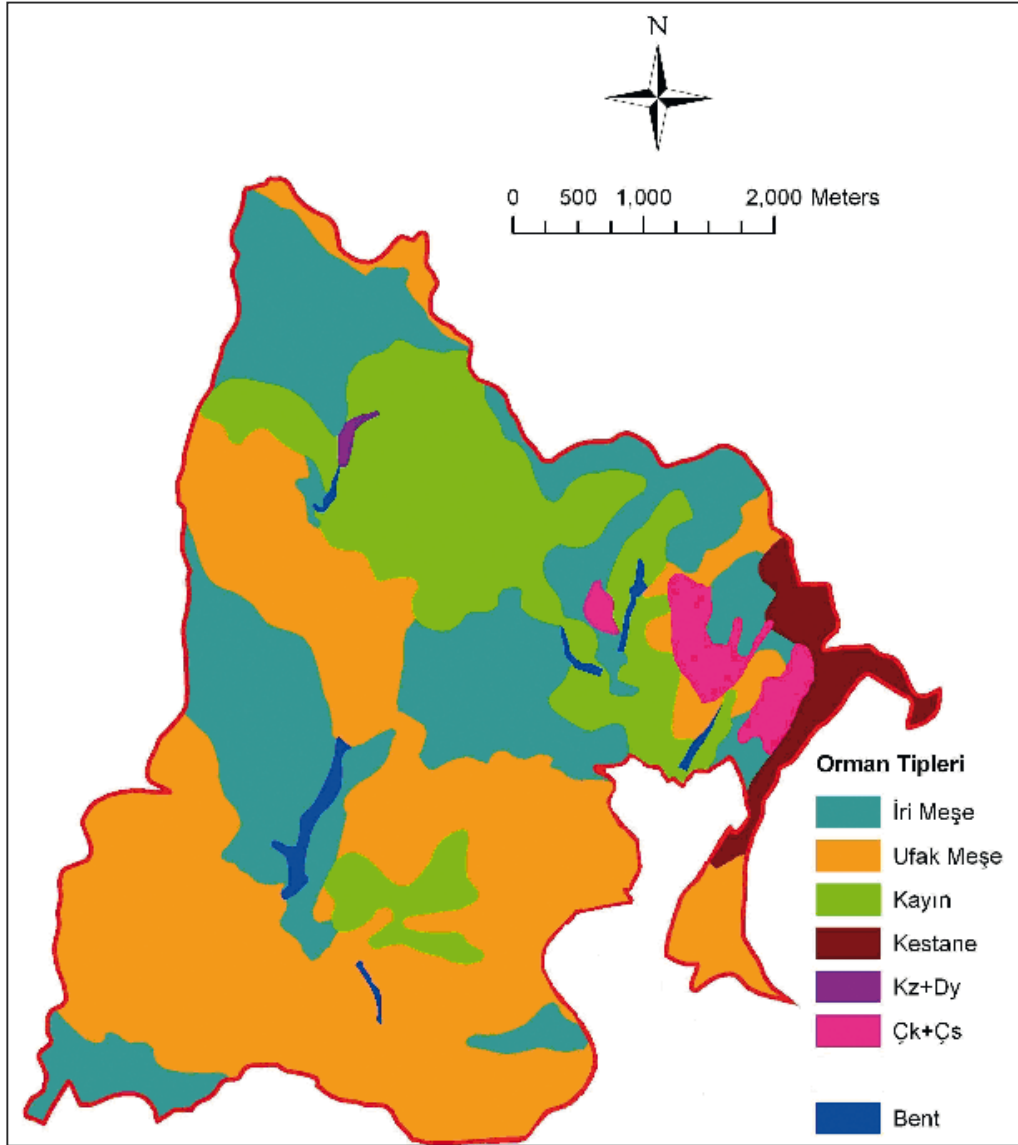 N
0 500 1,000 2,000 Meters
Orman Tipleri
İri Meşe
Ufak Meşe
Kayın
Kestane
Kz+Dy
Çk+Çs
Bent